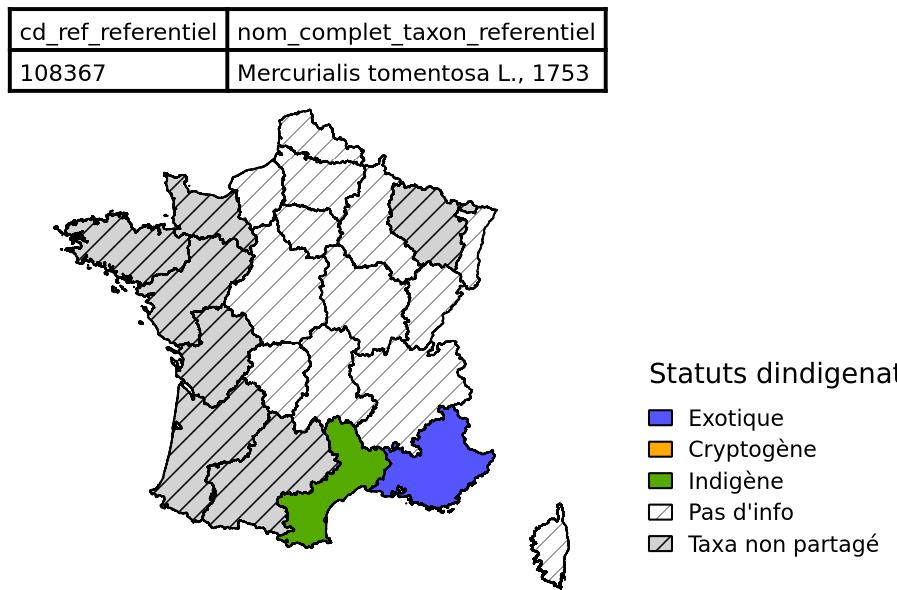 cd_ref_referentiel nom_complet_taxon_referentiel
108367 Mercurialis tomentosa L., 1753
Statuts dindigenat
Exotique
Cryptogène
Indigène
Pas d'info
Taxa non partagé